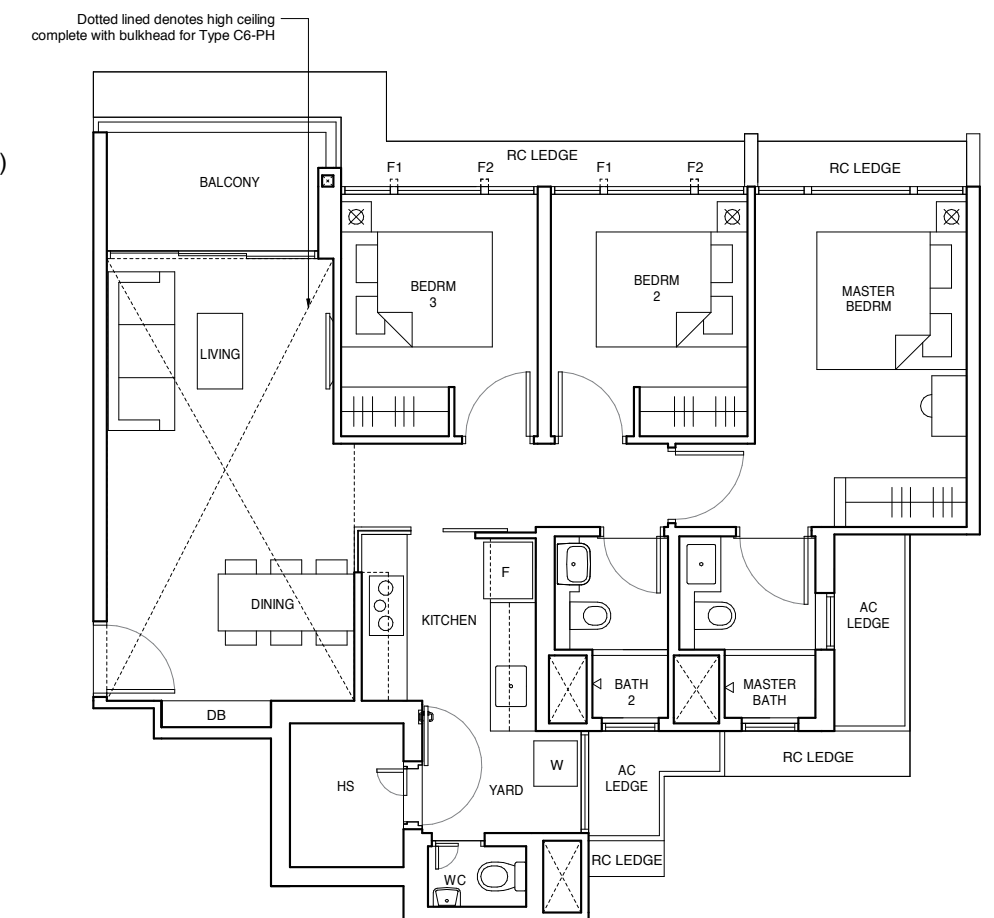 Dotted lined denotes high ceiling
complete with bulkhead for Type C6-PH
)
RC LEDGE
F1
F2
F1
F2
RC LEDGE
BALCONY
BEDRM
3
BEDRM
2
MASTER
BEDRM
LIVING
F
DINING
KITCHEN
AC
LEDGE
BATH
2
MASTER
BATH
DB
HS
W
YARD
AC
LEDGE
RC LEDGE
RC LEDGE
WC